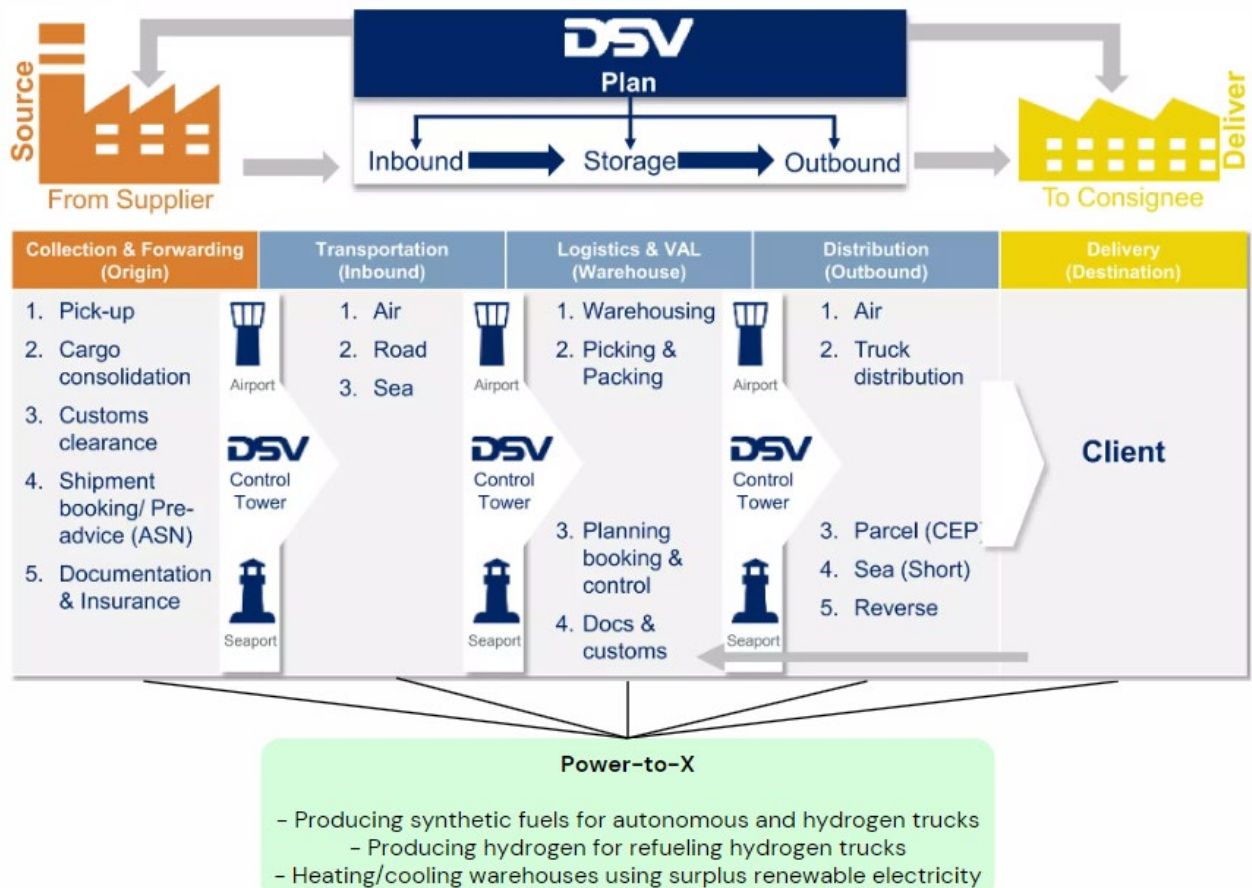 DSV
Plan
Source
Inbound
Storage
Outbound
Deliver
From Supplier
To Consignee
Collection & Forwarding
(Origin)
Transportation
(Inbound)
Logistics & VAL
(Warehouse)
Distribution
(Outbound)
Delivery
(Destination)
1. Pick-up
2. Cargo
consolidation
3. Customs
clearance
4. Shipment
booking/ Pre-
advice (ASN)
5. Documentation
& Insurance
Airport
DSV
Control
Tower
Seaport
1. Air
2. Road
3. Sea
Airport
DSV
Control
Tower
Seaport
1. Warehousing
2. Picking &
Packing
3. Planning
booking &
control
4. Docs &
customs
Airport
DSV
Control
Tower
Seaport
1. Air
2. Truck
distribution
3. Parcel (CEP)
4. Sea (Short)
5. Reverse
Client
Power-to-X
- Producing synthetic fuels for autonomous and hydrogen trucks
- Producing hydrogen for refueling hydrogen trucks
- Heating/cooling warehouses using surplus renewable electricity